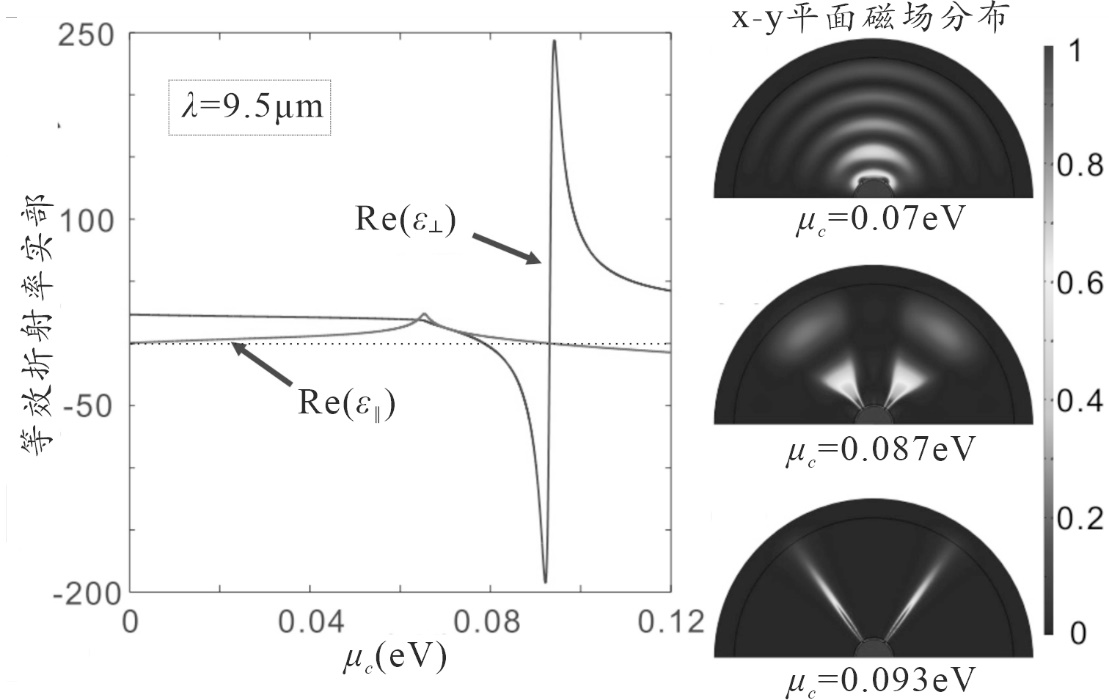 x-y平面磁场分布
250
100
-50
-200
等效折射率实部
λ=9.5μm
Re(ε⊥)
Re(ε∥)
0
0.04
0.08
0.12
μc(eV)
μc=0.07eV
μc=0.087eV
μc=0.093eV
1
0.8
0.6
0.4
0.2
0